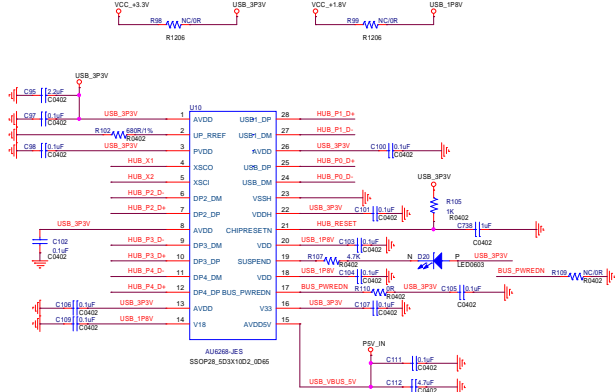 VCC_+3.3V R98 NC/0R USB_3P3V VCC_+1.8V R99 NC/0R USB_1P8V
R1206 R1206
USB_3P3V
C95 2.2uF
C0402
C97 0.1uF USB_3P3V
C0402
R102 680R/1%
R0402
C98 0.1uF USB_3P3V
C0402
HUB_X1
HUB_X2
HUB_P2_D-
HUB_P2_D+
USB_3P3V
C102
0.1uF
C0402
HUB_P3_D-
HUB_P3_D+
HUB_P4_D-
HUB_P4_D+
C106 0.1uF USB_3P3V
C0402
C109 0.1uF USB_1P8V
C0402
U10
1 AVDD USB1_DP 28 HUB_P1_D+
2 UP_RREF USB1_DM 27 HUB_P1_D-
3 PVDD AVDD 26 USB_3P3V C100 0.1uF
C0402
4 XSCO USB_DP 25 HUB_P0_D+
5 XSCI USB_DM 24 HUB_P0_D-
6 DP2_DM VSSH 23
7 DP2_DP VDDH 22 USB_3P3V C101 0.1uF
C0402
8 AVDD CHIPRESETN 21 HUB_RESET
9 DP3_DM VDD 20 USB_1P8V C103 0.1uF
C0402
10 DP3_DP SUSPEND 19 R107 4.7K N D20 P USB_3P3V
R0402 LED0603
11 DP4_DM VDD 18 USB_1P8V C104 0.1uF
C0402
12 DP4_DP BUS_PWREDN 17 BUS_PWREDN R110 0R USB_3P3V C105 0.1uF
R0402 C0402
13 AVDD V33 16 USB_3P3V C107 0.1uF
C0402
14 V18 AVDD5V 15
USB_3P3V
R105
1K
R0402
C738 1uF
C0402
BUS_PWREDN R109 NC/0R
R0402
AU6268-JES
SSOP28_5D3X10D2_0D65
P5V_IN
C111 0.1uF
C0402
USB_VBUS_5V C112 4.7uF
C0402